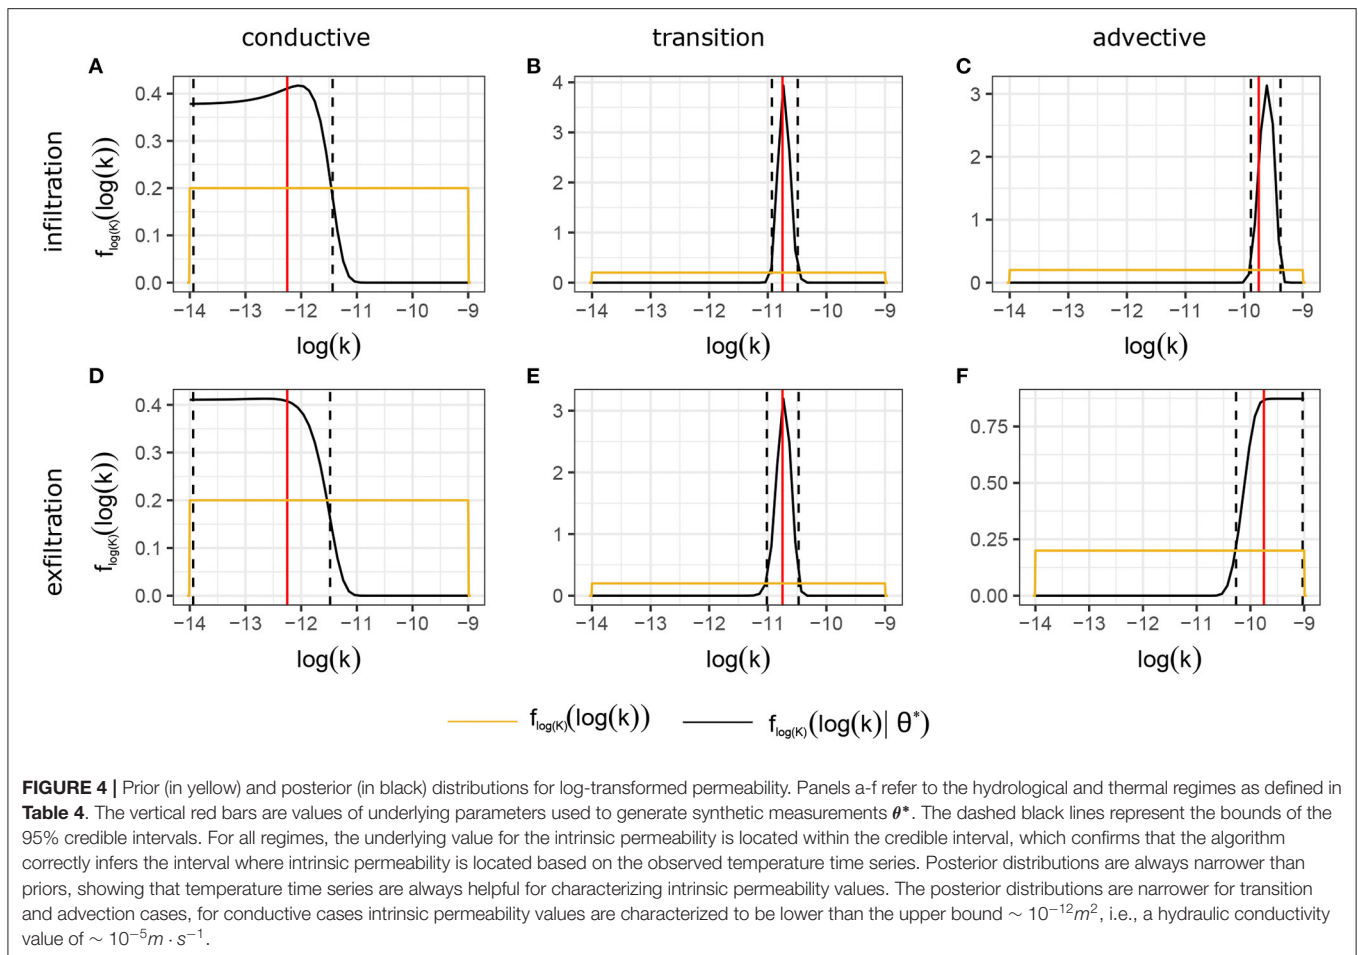 conductive transition advective
A B C
infiltration
f_log(K)(log(k))
0.4 0.3 0.2 0.1 0.0
−14 −13 −12 −11 −10 −9
log(k)
4 3 2 1 0
−14 −13 −12 −11 −10 −9
log(k)
3 2 1 0
−14 −13 −12 −11 −10 −9
log(k)
D E F
exfiltration
f_log(K)(log(k))
0.4 0.3 0.2 0.1 0.0
−14 −13 −12 −11 −10 −9
log(k)
3 2 1 0
−14 −13 −12 −11 −10 −9
log(k)
0.75 0.50 0.25 0.00
−14 −13 −12 −11 −10 −9
log(k)
f_log(K)(log(k)) f_log(K)(log(k)| θ*)
FIGURE 4 | Prior (in yellow) and posterior (in black) distributions for log-transformed permeability. Panels a-f refer to the hydrological and thermal regimes as defined in
Table 4. The vertical red bars are values of underlying parameters used to generate synthetic measurements θ*. The dashed black lines represent the bounds of the
95% credible intervals. For all regimes, the underlying value for the intrinsic permeability is located within the credible interval, which confirms that the algorithm
correctly infers the interval where intrinsic permeability is located based on the observed temperature time series. Posterior distributions are always narrower than
priors, showing that temperature time series are always helpful for characterizing intrinsic permeability values. The posterior distributions are narrower for transition
and advection cases, for conductive cases intrinsic permeability values are characterized to be lower than the upper bound ∼ 10⁻¹²m², i.e., a hydraulic conductivity
value of ∼ 10⁻⁵m · s⁻¹.